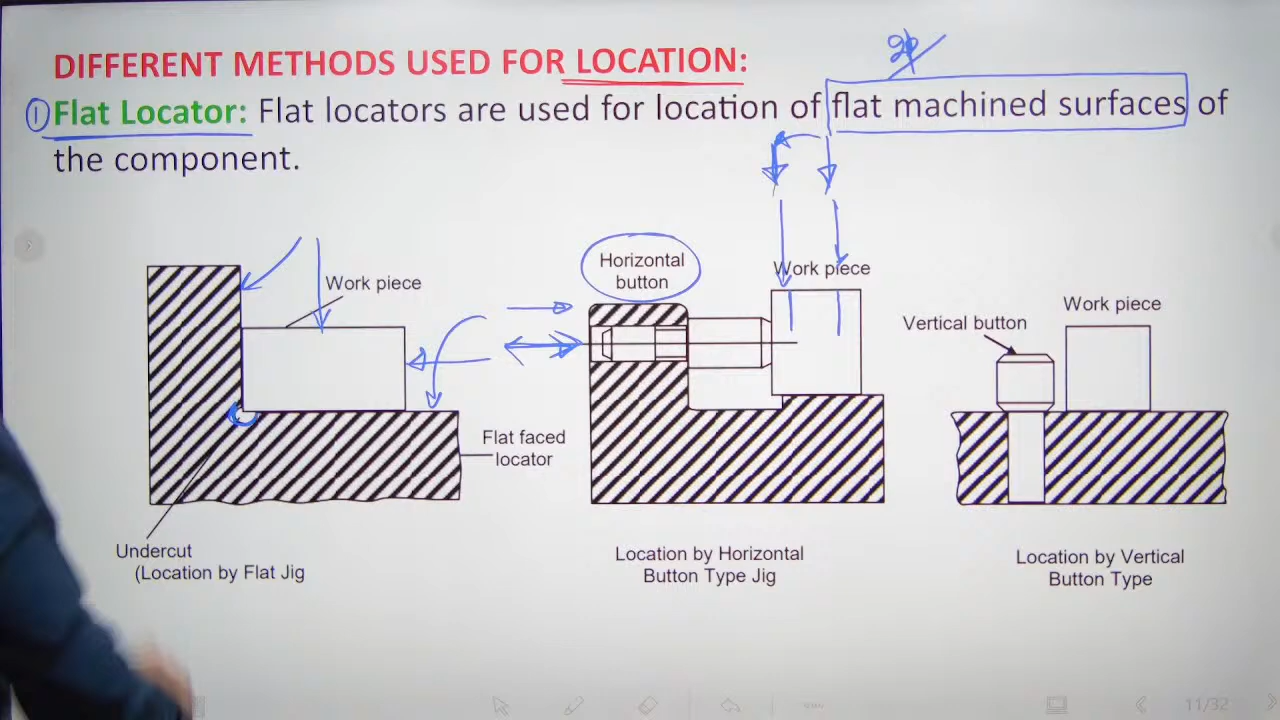 DIFFERENT METHODS USED FOR LOCATION:
① Flat Locator: Flat locators are used for location of flat machined surfaces of
the component.
Work piece
Flat faced
locator
Undercut
(Location by Flat Jig
Horizontal
button
Work piece
Location by Horizontal
Button Type Jig
Vertical button
Work piece
Location by Vertical
Button Type
11/32